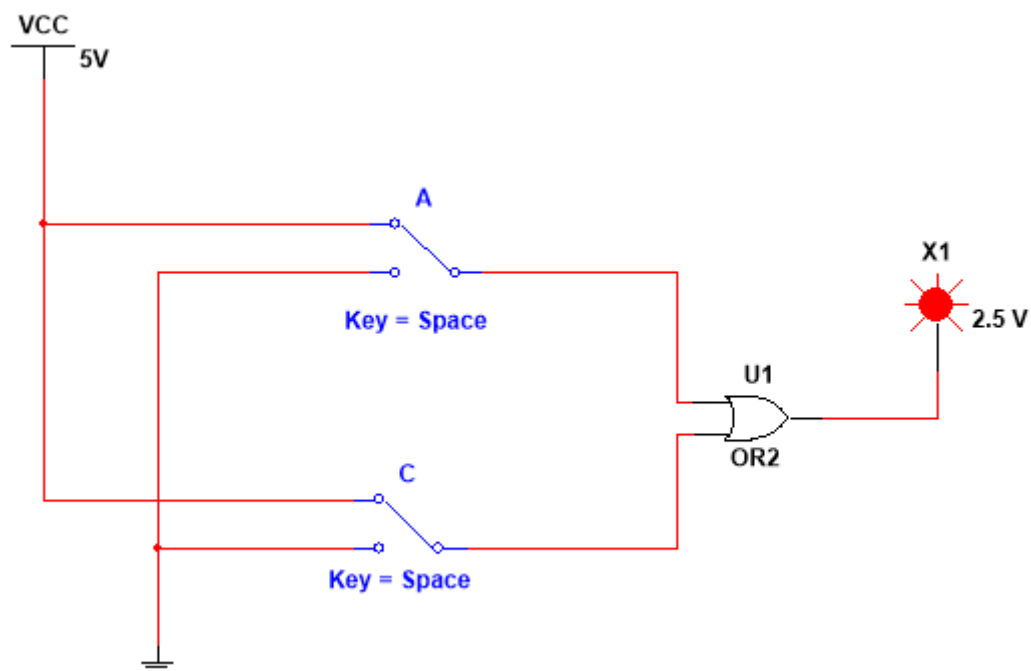 VCC
5V
A
Key = Space
X1
2.5 V
U1
OR2
C
Key = Space